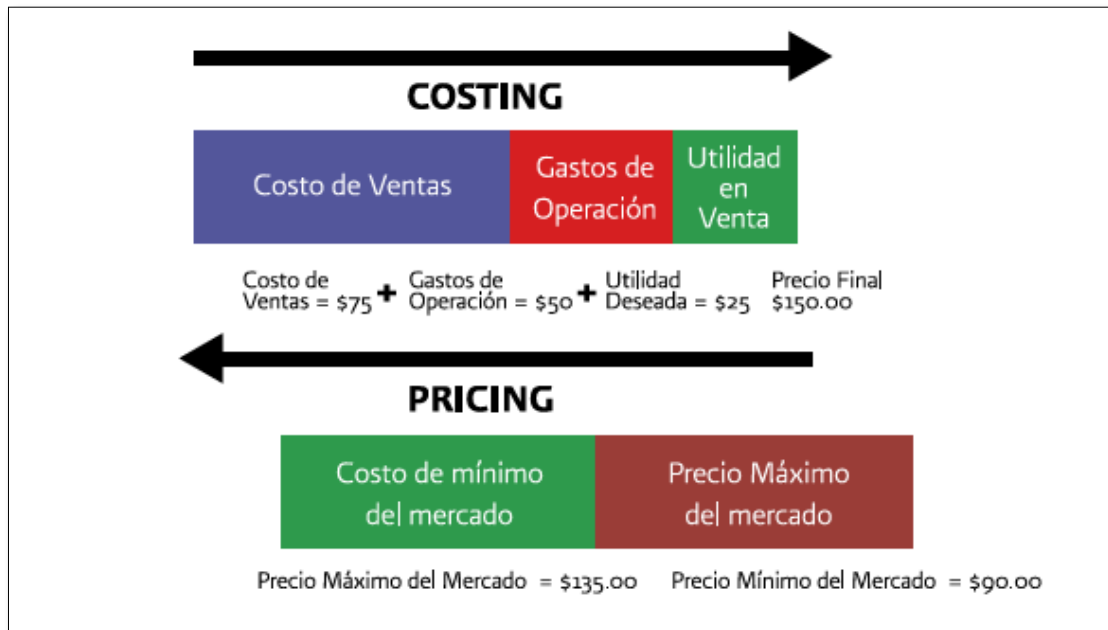 COSTING
Costo de Ventas
Gastos de
Operación
Utilidad
en
Venta
Costo de
Ventas = $75 + Gastos de
Operación = $50 + Utilidad
Deseada = $25
Precio Final
$150.00
PRICING
Costo de mínimo
del mercado
Precio Máximo
del mercado
Precio Máximo del Mercado = $135.00
Precio Mínimo del Mercado = $90.00